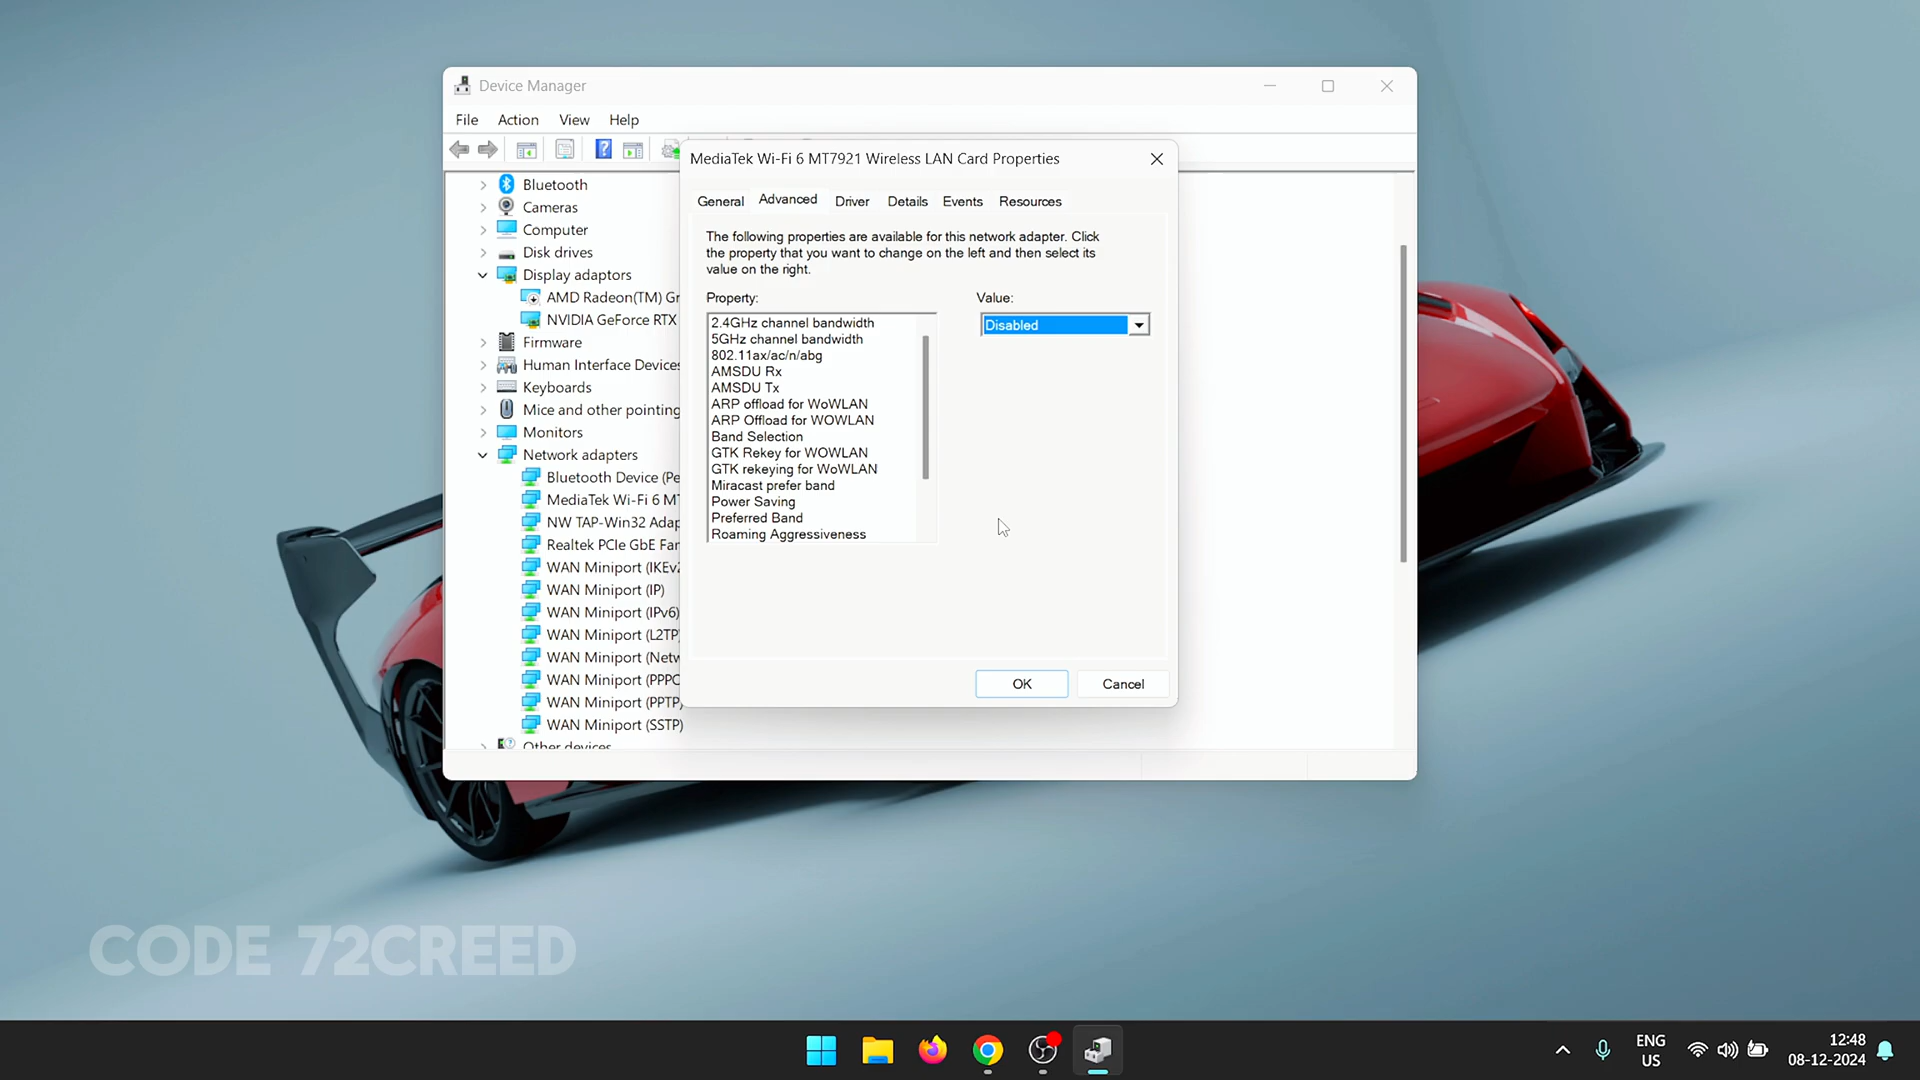 Device Manager
File Action View Help
MediaTek Wi-Fi 6 MT7921 Wireless LAN Card Properties
General Advanced Driver Details Events Resources
The following properties are available for this network adapter. Click
the property that you want to change on the left and then select its
value on the right.
Property:
Value:
2.4GHz channel bandwidth
5GHz channel bandwidth
802.11ax/ac/n/abg
AMSDU Rx
AMSDU Tx
ARP offload for WoWLAN
ARP Offload for WOWLAN
Band Selection
GTK Rekey for WOWLAN
GTK rekeying for WoWLAN
Miracast prefer band
Power Saving
Preferred Band
Roaming Aggressiveness
Disabled
OK
Cancel
Bluetooth
Cameras
Computer
Disk drives
Display adaptors
AMD Radeon(TM) Gr
NVIDIA GeForce RTX
Firmware
Human Interface Devices
Keyboards
Mice and other pointing
Monitors
Network adapters
Bluetooth Device (Pe
MediaTek Wi-Fi 6 MT
NW TAP-Win32 Adap
Realtek PCIe GbE Fam
WAN Miniport (IKEv2
WAN Miniport (IP)
WAN Miniport (IPv6)
WAN Miniport (L2TP)
WAN Miniport (Netw
WAN Miniport (PPPO
WAN Miniport (PPTP)
WAN Miniport (SSTP)
Other devices
CODE 72CREED
ENG
US
12:48
08-12-2024